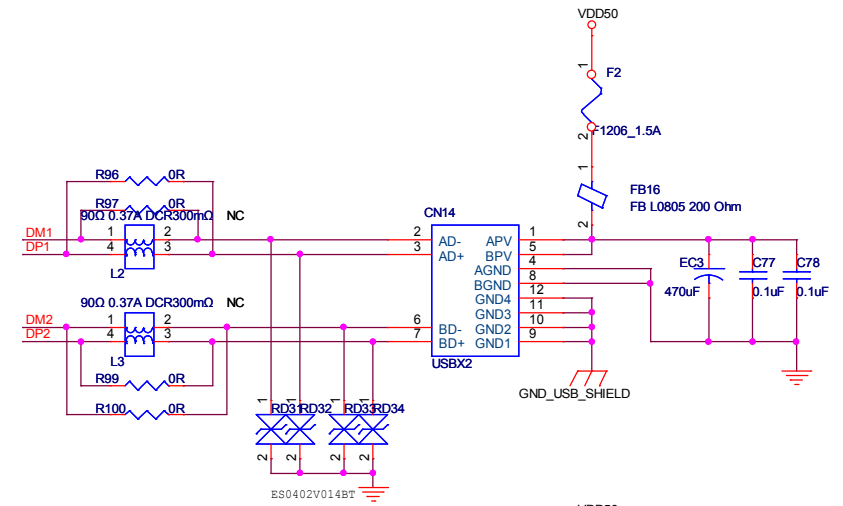 VDD50
1
F2
2
F1206_1.5A
1
FB16
FB L0805 200 Ohm
2
R96 0R
R97 0R
90Ω 0.37A DCR300mΩ NC
DM1 1 2
DP1 4 3
L2
CN14
2 AD- APV 1
3 AD+ BPV 5
AGND 4
BGND 8
GND4 12
GND3 11
6 BD- GND2 10
7 BD+ GND1 9
USBX2
EC3 C77 C78
470uF 0.1uF 0.1uF
90Ω 0.37A DCR300mΩ NC
DM2 1 2
DP2 4 3
L3
R99 0R
R100 0R
GND_USB_SHIELD
1 1 1 1
RD31 RD32 RD33 RD34
2 2 2 2
ES0402V014BT
VDD50